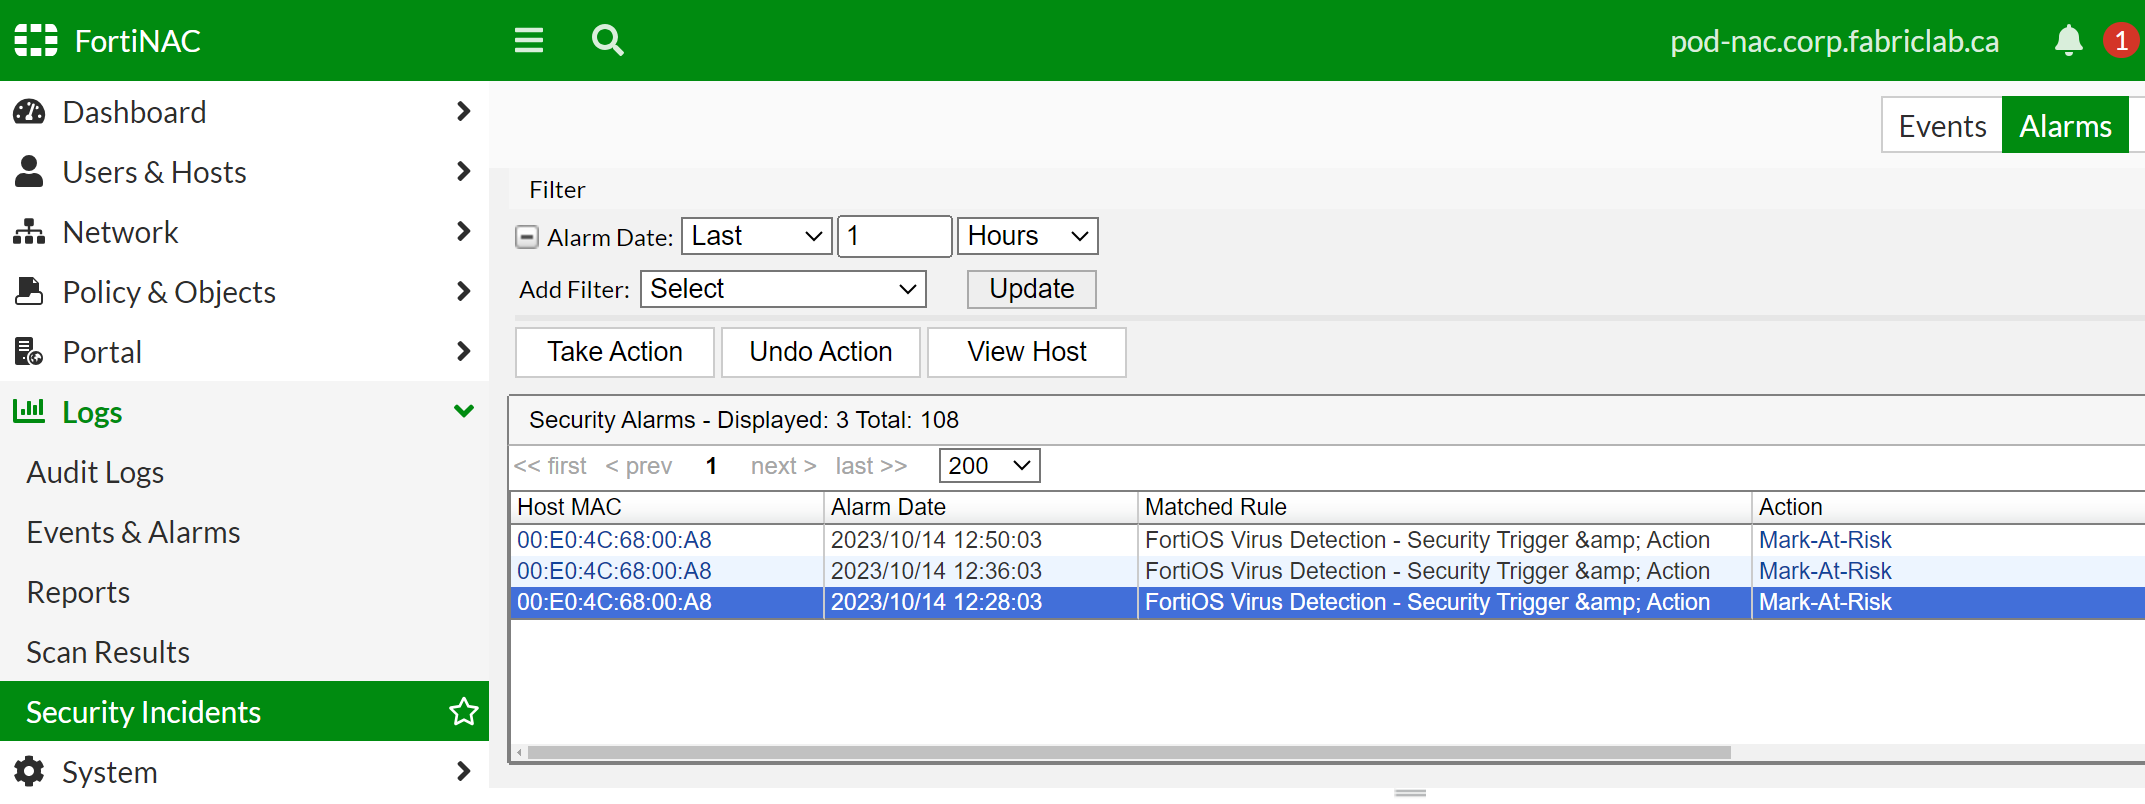 FortiNAC
pod-nac.corp.fabriclab.ca
1
Dashboard
Users & Hosts
Network
Policy & Objects
Portal
Logs
Audit Logs
Events & Alarms
Reports
Scan Results
Security Incidents
System
Events Alarms
Filter
Alarm Date: Last 1 Hours
Add Filter: Select Update
Take Action Undo Action View Host
Security Alarms - Displayed: 3 Total: 108
<< first < prev 1 next > last >> 200
Host MAC Alarm Date Matched Rule Action
00:E0:4C:68:00:A8 2023/10/14 12:50:03 FortiOS Virus Detection - Security Trigger &amp; Action Mark-At-Risk
00:E0:4C:68:00:A8 2023/10/14 12:36:03 FortiOS Virus Detection - Security Trigger &amp; Action Mark-At-Risk
00:E0:4C:68:00:A8 2023/10/14 12:28:03 FortiOS Virus Detection - Security Trigger &amp; Action Mark-At-Risk